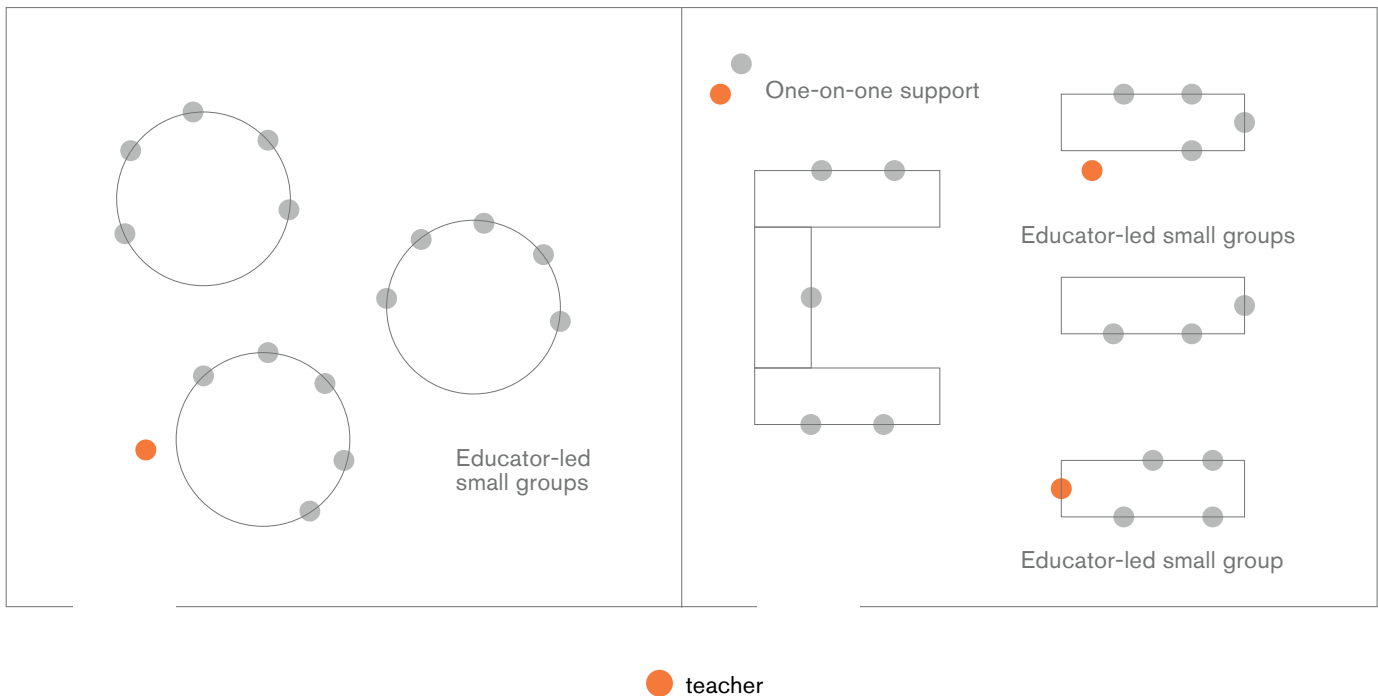 Educator-led
small groups
One-on-one support
Educator-led small groups
Educator-led small group
teacher